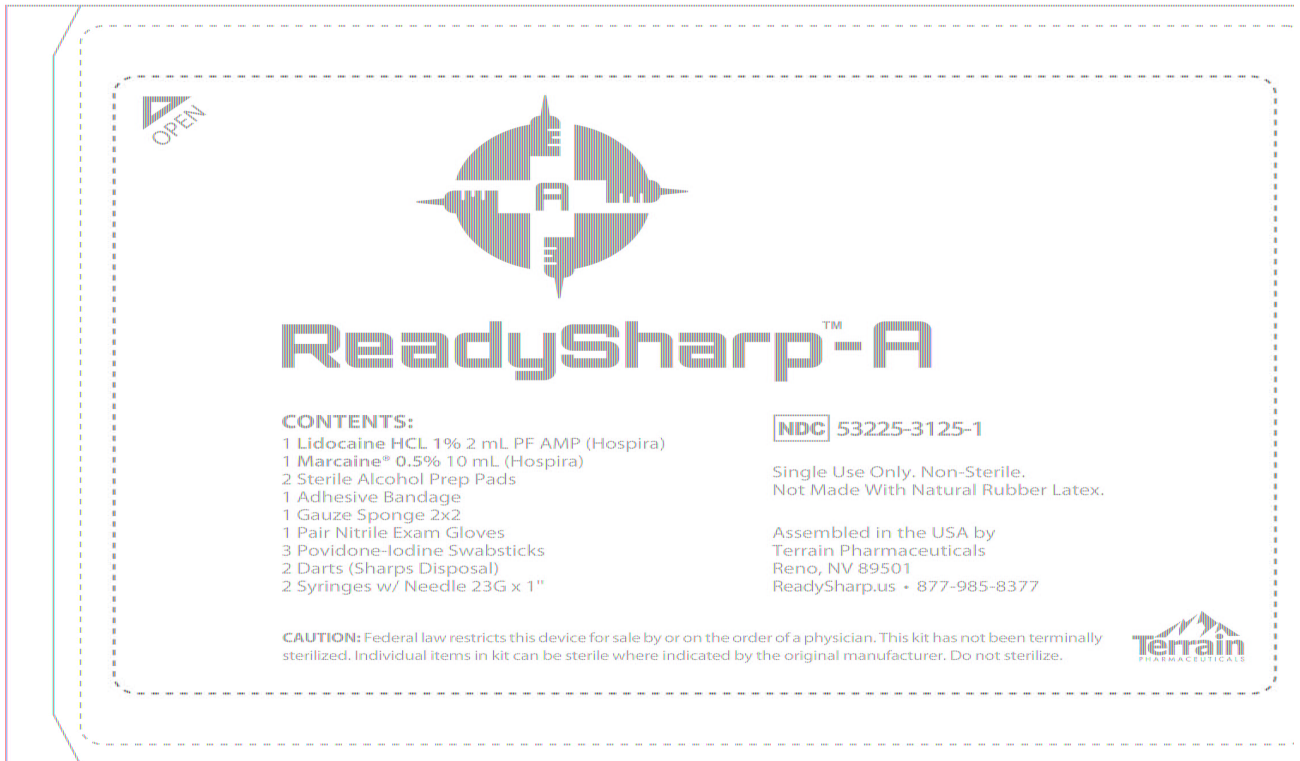 OPEN
E
A
E
ReadySharp™-A
CONTENTS:
1 Lidocaine HCL 1% 2 mL PF AMP (Hospira)
1 Marcaine® 0.5% 10 mL (Hospira)
2 Sterile Alcohol Prep Pads
1 Adhesive Bandage
1 Gauze Sponge 2x2
1 Pair Nitrile Exam Gloves
3 Povidone-Iodine Swabsticks
2 Darts (Sharps Disposal)
2 Syringes w/ Needle 23G x 1"
NDC 53225-3125-1
Single Use Only. Non-Sterile.
Not Made With Natural Rubber Latex.
Assembled in the USA by
Terrain Pharmaceuticals
Reno, NV 89501
ReadySharp.us • 877-985-8377
CAUTION: Federal law restricts this device for sale by or on the order of a physician. This kit has not been terminally
sterilized. Individual items in kit can be sterile where indicated by the original manufacturer. Do not sterilize.
Terrain
PHARMACEUTICALS